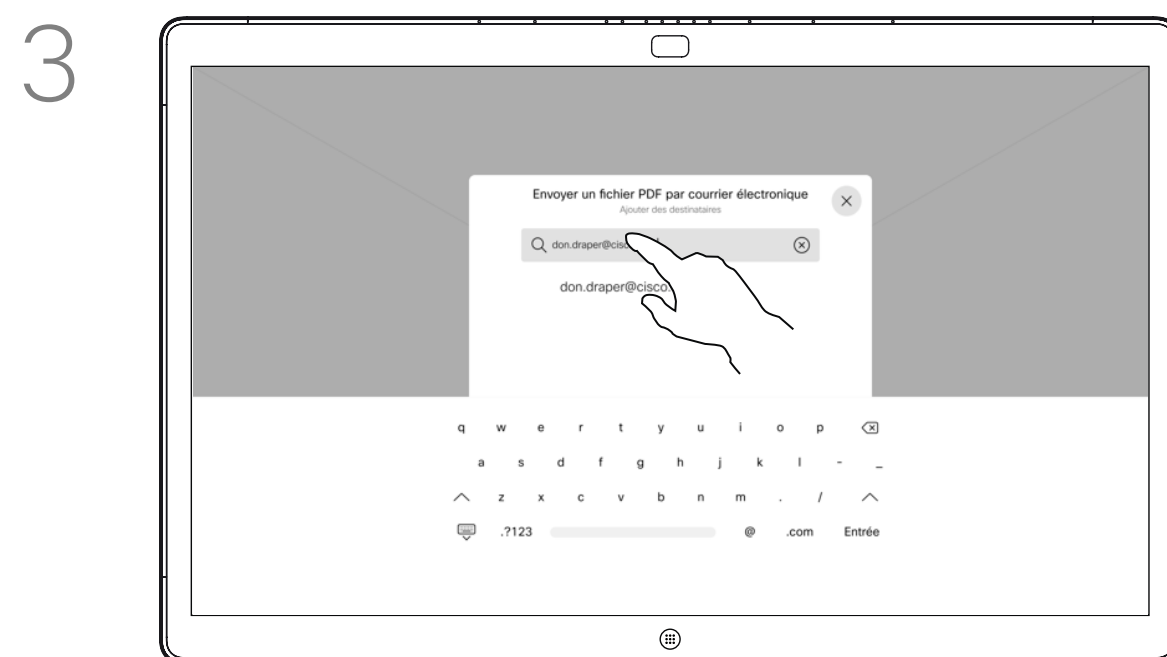 3
Envoyer un fichier PDF par courrier électronique
Ajouter des destinataires
don.draper@cisc
don.draper@cisco.
q w e r t y u i o p
a s d f g h j k l - _
z x c v b n m . /
.?123 @ .com Entrée